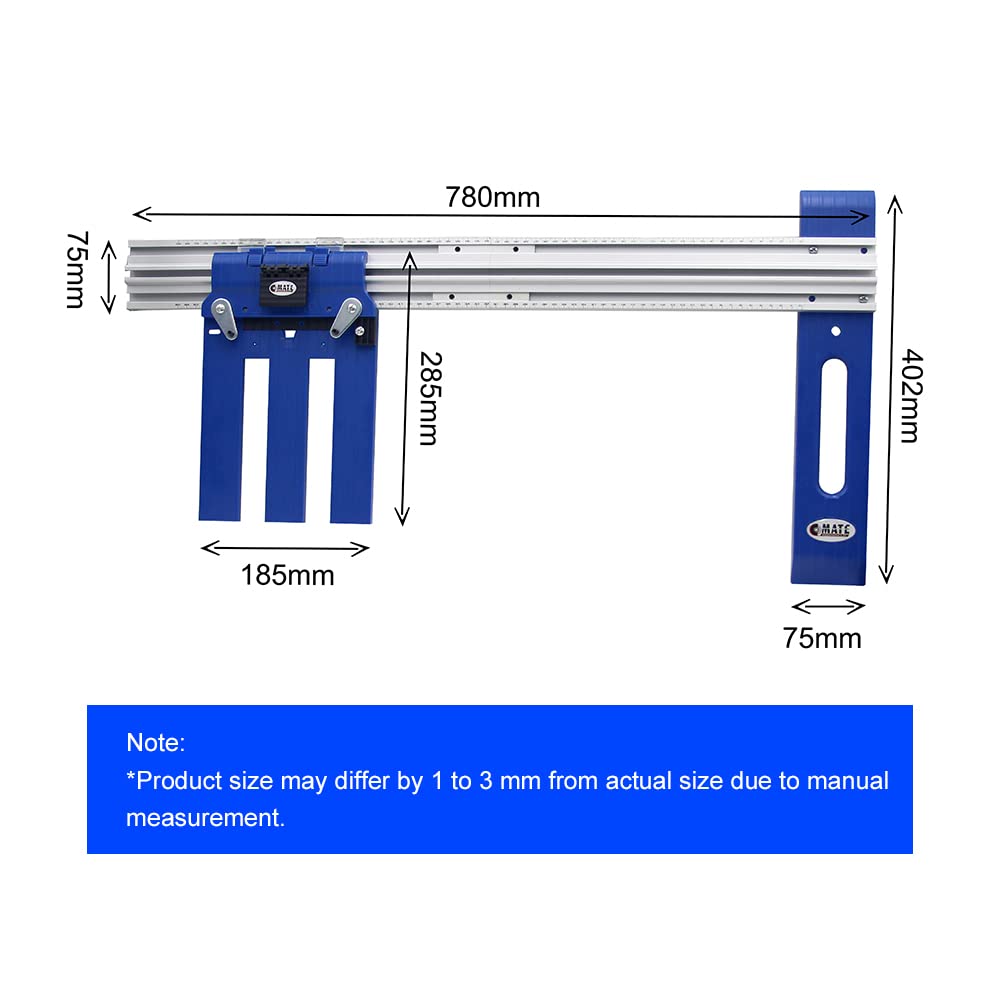 780mm
75mm
MATE
285mm
402mm
MATE
185mm
75mm
Note:
*Product size may differ by 1 to 3 mm from actual size due to manual
measurement.